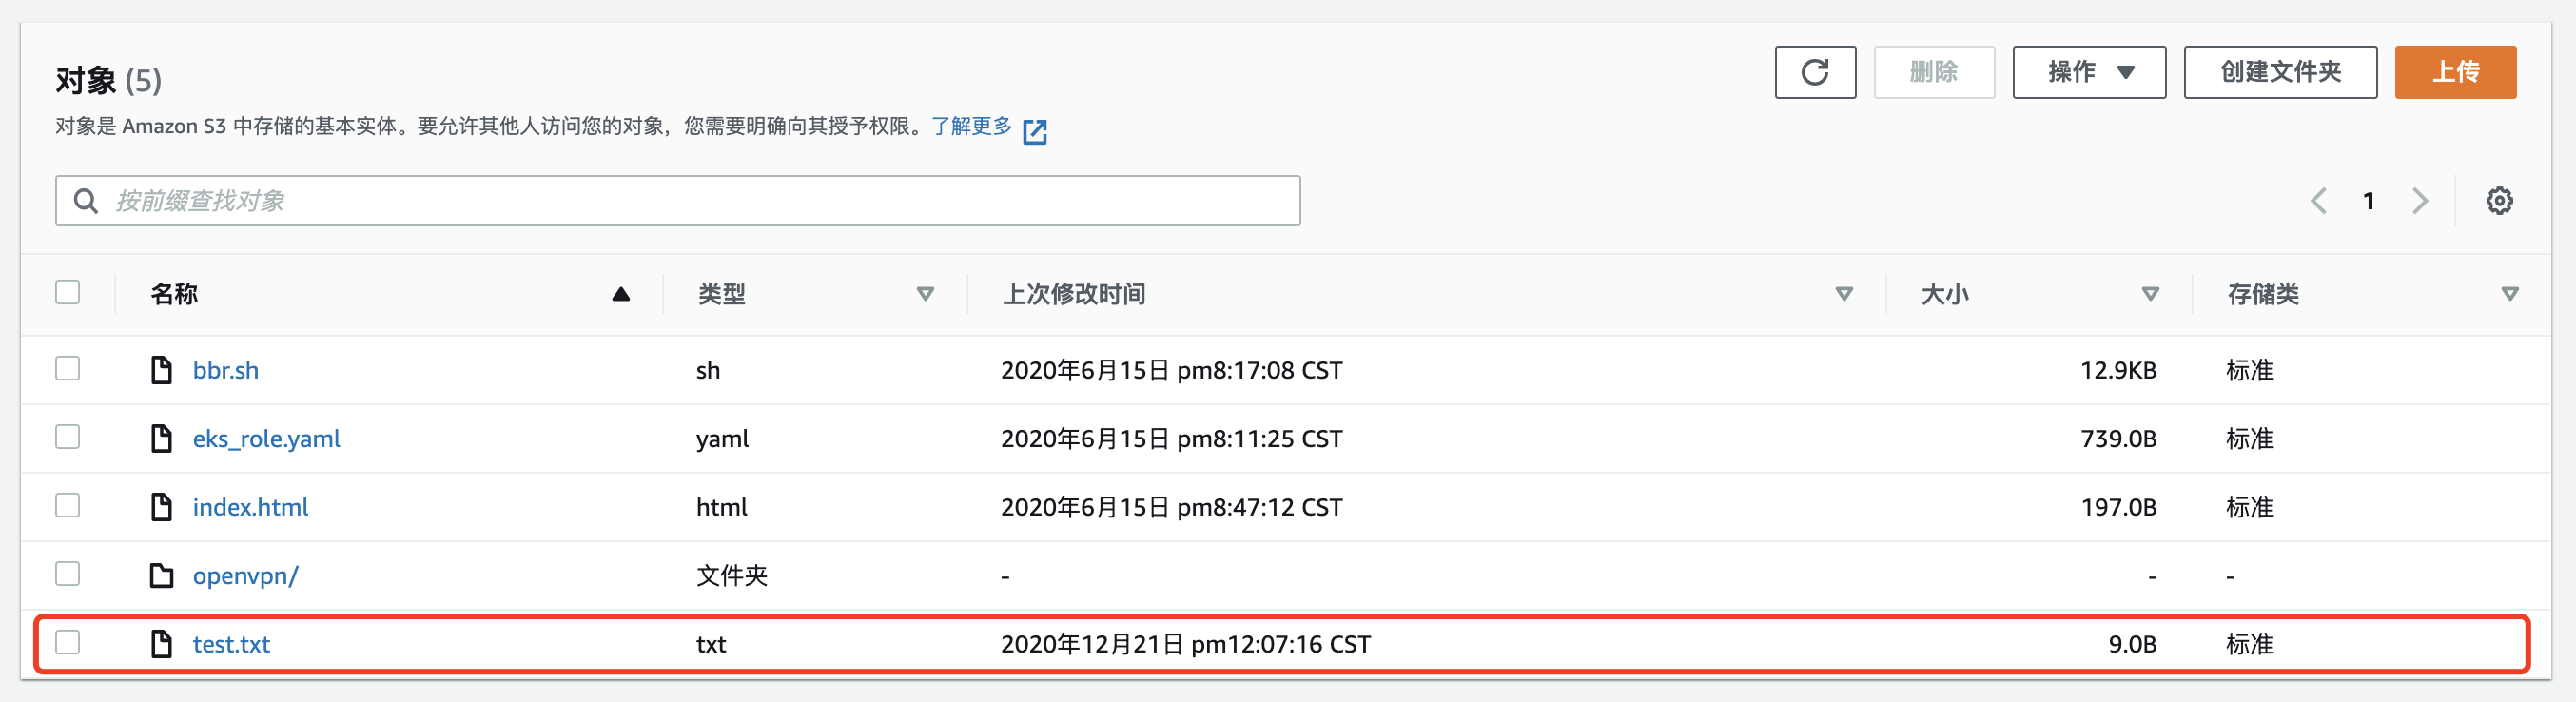 对象 (5)
删除 操作 创建文件夹 上传
对象是 Amazon S3 中存储的基本实体。要允许其他人访问您的对象，您需要明确向其授予权限。了解更多
按前缀查找对象 1
名称 类型 上次修改时间 大小 存储类
bbr.sh sh 2020年6月15日 pm8:17:08 CST 12.9KB 标准
eks_role.yaml yaml 2020年6月15日 pm8:11:25 CST 739.0B 标准
index.html html 2020年6月15日 pm8:47:12 CST 197.0B 标准
openvpn/ 文件夹 - - -
test.txt txt 2020年12月21日 pm12:07:16 CST 9.0B 标准